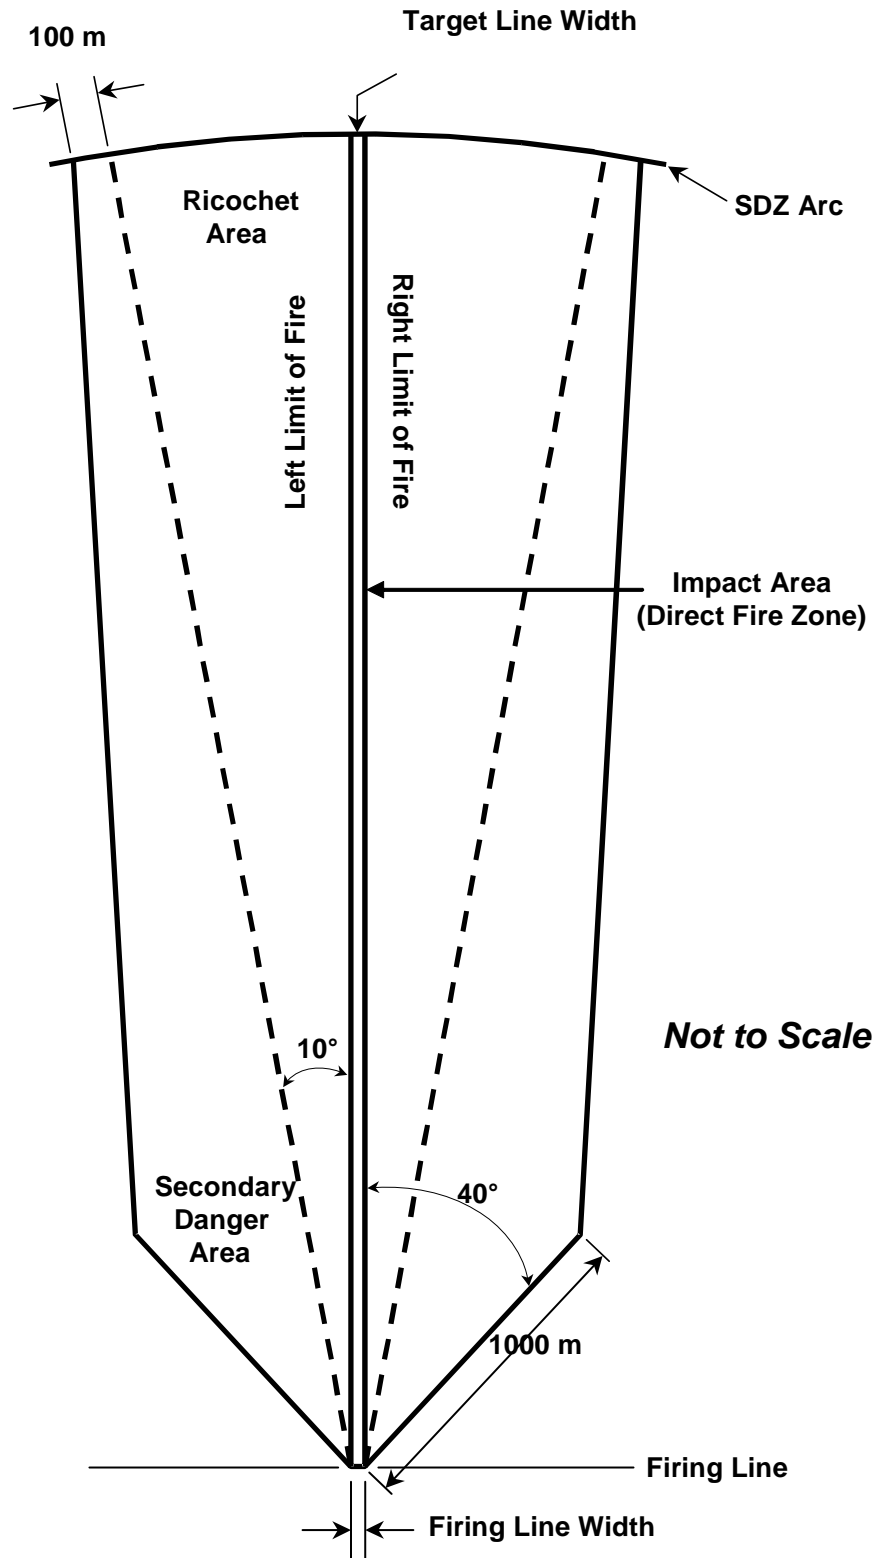 Target Line Width
100 m
SDZ Arc
Ricochet
Area
Left Limit of Fire
Right Limit of Fire
Impact Area
(Direct Fire Zone)
Not to Scale
10°
Secondary
Danger
Area
40°
1000 m
Firing Line
Firing Line Width